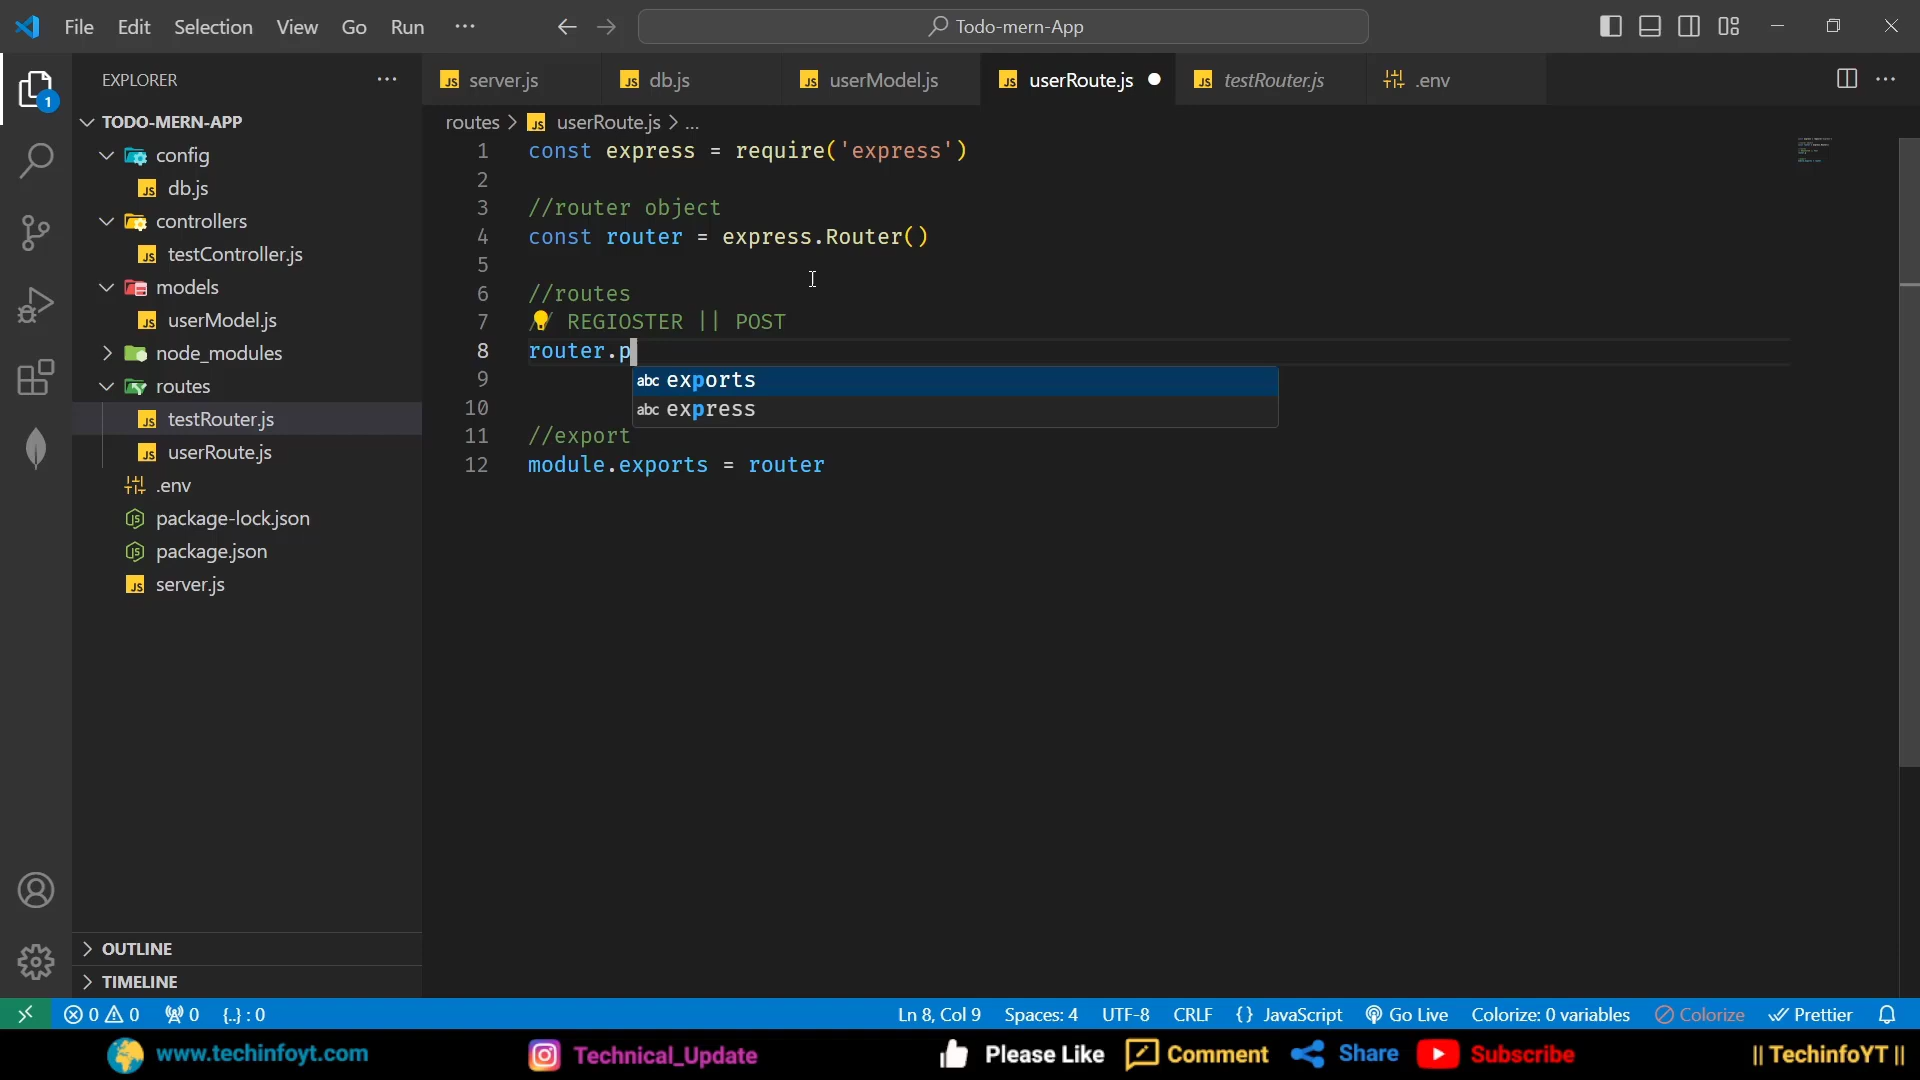 File Edit Selection View Go Run ··· Todo-mern-App
EXPLORER ···
server.js db.js userModel.js userRoute.js testRouter.js .env
TODO-MERN-APP
config
db.js
controllers
testController.js
models
userModel.js
node_modules
routes
testRouter.js
userRoute.js
.env
package-lock.json
package.json
server.js
OUTLINE
TIMELINE
routes > JS userRoute.js > ...
1 const express = require('express')
2
3 //router object
4 const router = express.Router()
5
6 //routes
7 // REGIOSTER || POST
8 router.p
abc exports
abc express
9
10
11 //export
12 module.exports = router
0 0 0 {..} : 0 Ln 8, Col 9 Spaces: 4 UTF-8 CRLF {} JavaScript Go Live Colorize: 0 variables Colorize Prettier
www.techinfoyt.com Technical_Update Please Like Comment Share Subscribe || TechinfoYT ||